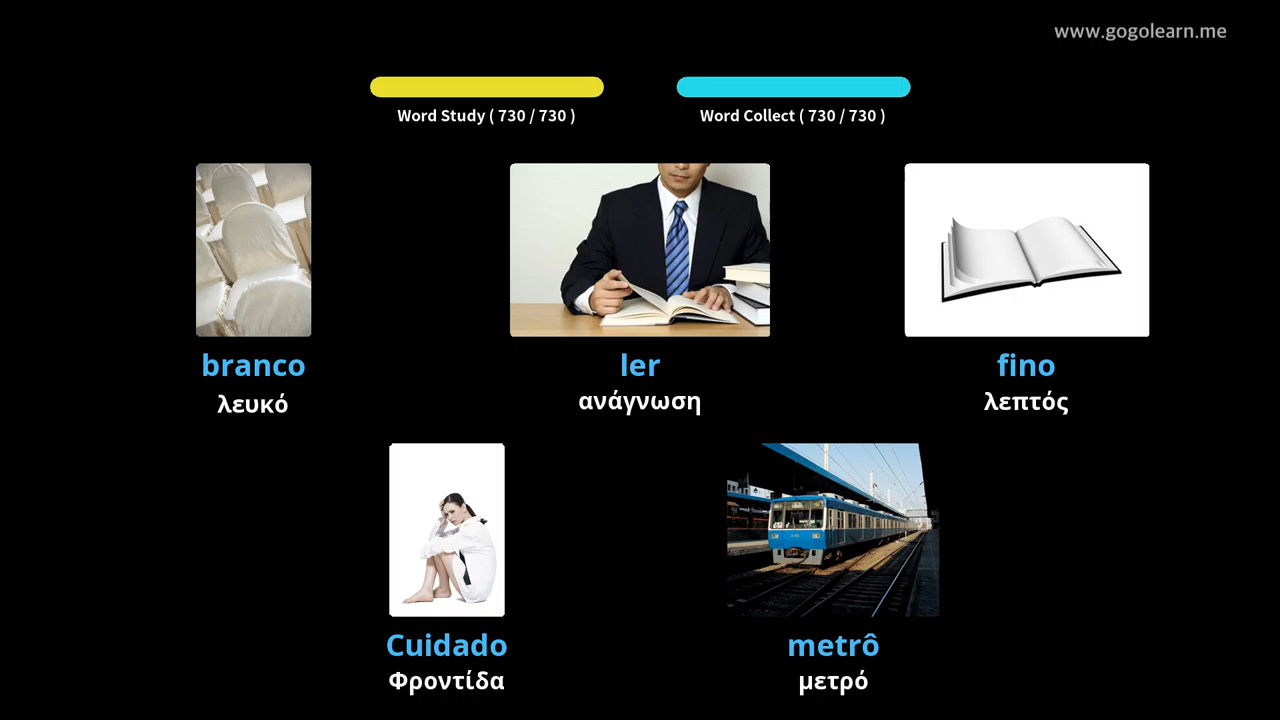 www.gogolearn.me
Word Study ( 730 / 730 )
Word Collect ( 730 / 730 )
branco
λευκό
ler
ανάγνωση
fino
λεπτός
Cuidado
Φροντίδα
metrô
μετρό